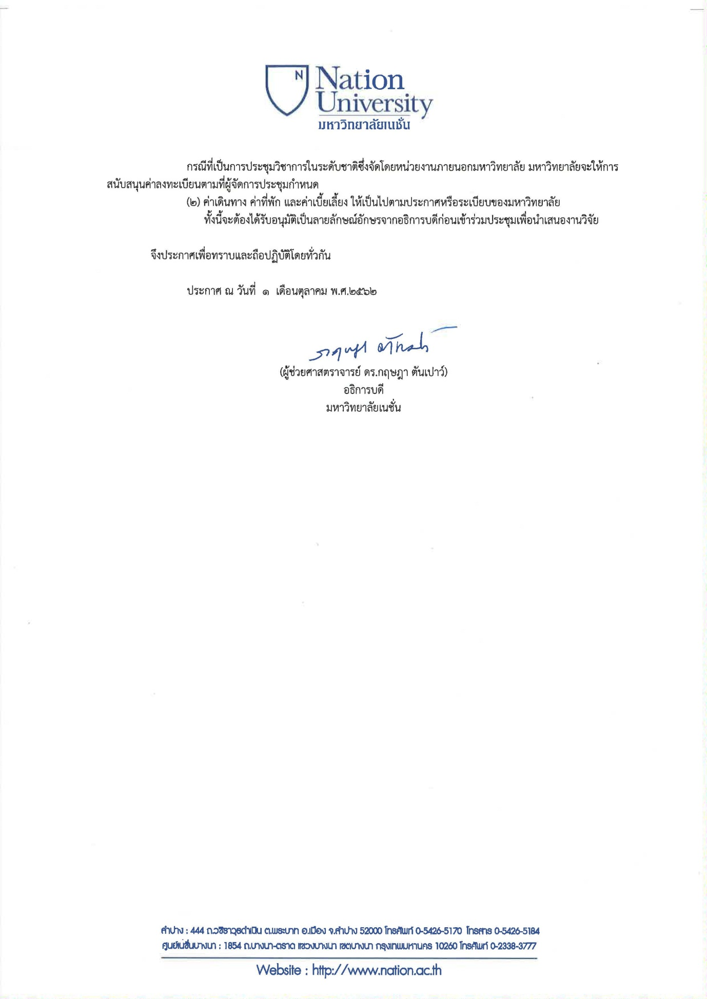 N Nation
University
มหาวิทยาลัยเนชั่น
กรณีที่เป็นการประชุมวิชาการในระดับชาติซึ่งจัดโดยหน่วยงานภายนอกมหาวิทยาลัย มหาวิทยาลัยจะให้การ
สนับสนุนค่าลงทะเบียนตามที่ผู้จัดการประชุมกำหนด
(๒) ค่าเดินทาง ค่าที่พัก และค่าเบี้ยเลี้ยง ให้เป็นไปตามประกาศหรือระเบียบของมหาวิทยาลัย
ทั้งนี้จะต้องได้รับอนุมัติเป็นลายลักษณ์อักษรจากอธิการบดีก่อนเข้าร่วมประชุมเพื่อนำเสนองานวิจัย
จึงประกาศเพื่อทราบและถือปฏิบัติโดยทั่วกัน
ประกาศ ณ วันที่ ๑ เดือนตุลาคม พ.ศ.๒๕๖๒
(ผู้ช่วยศาสตราจารย์ ดร.กฤษฎา ตันเปาว์)
อธิการบดี
มหาวิทยาลัยเนชั่น
ลำปาง : 444 ถ.วชิราวุธดำเนิน ต.พระบาท อ.เมือง จ.ลำปาง 52000 โทรศัพท์ 0-5426-5170 โทรสาร 0-5426-5184
ศูนย์เนชั่นบางนา : 1854 ถ.บางนา-ตราด แขวงบางนา เขตบางนา กรุงเทพมหานคร 10260 โทรศัพท์ 0-2338-3777
Website : http://www.nation.ac.th